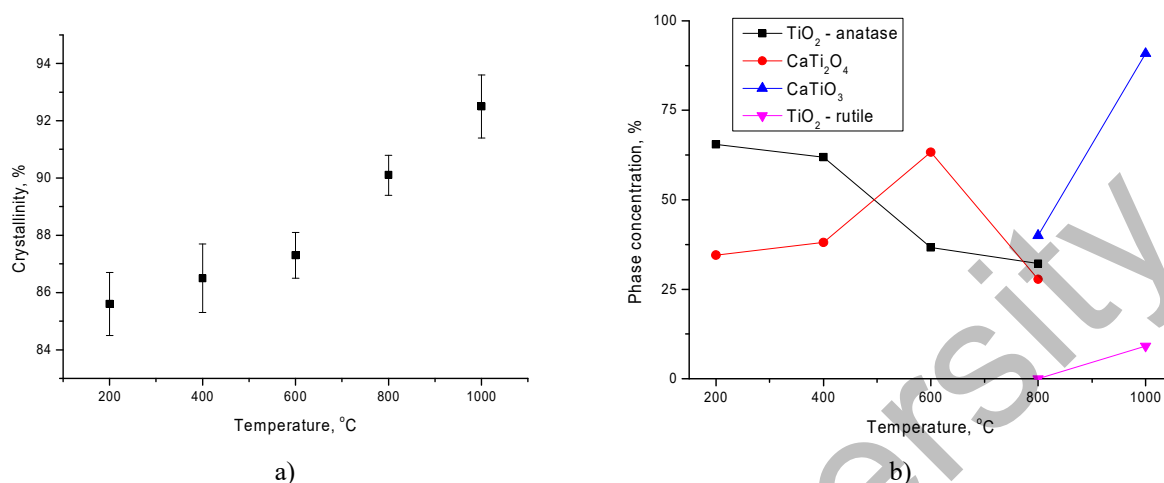 94
92
90
88
86
84
200
400
600
800
1000
Crystallinity, %
Temperature, °C
a)
100
75
50
25
0
200
400
600
800
1000
Phase concentration, %
Temperature, °C
TiO₂ - anatase
CaTi₂O₄
CaTiO₃
TiO₂ - rutile
b)
ersity